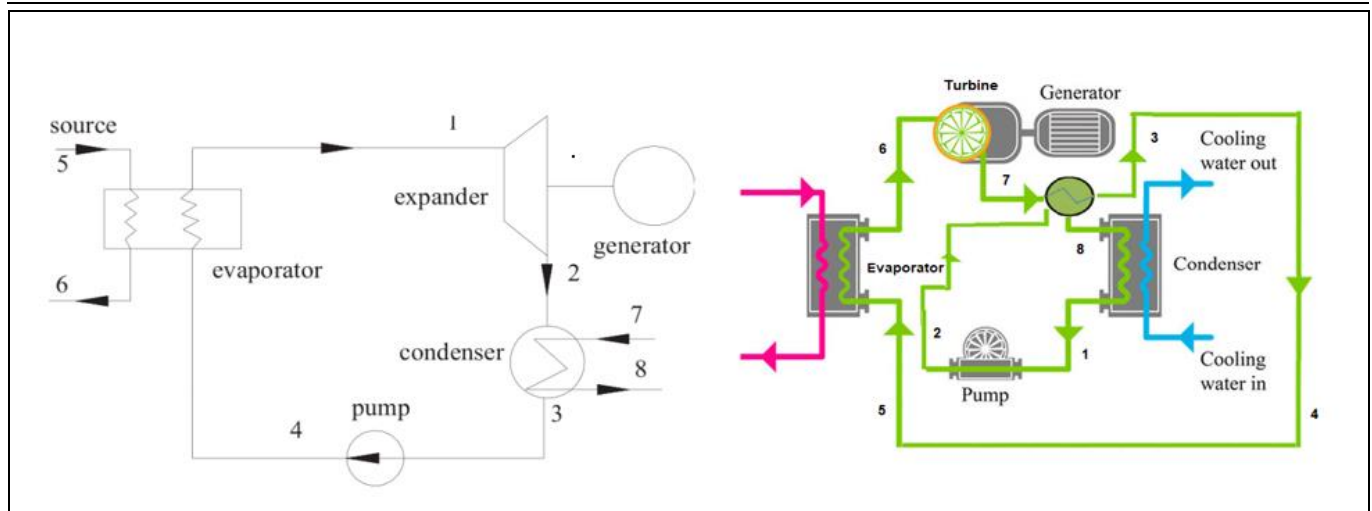 source
5
6
evaporator
1
expander
generator
2
condenser
7
8
3
pump
4
Turbine
Generator
6
7
3
Cooling
water out
Evaporator
8
Condenser
2
1
Pump
Cooling
water in
5
4